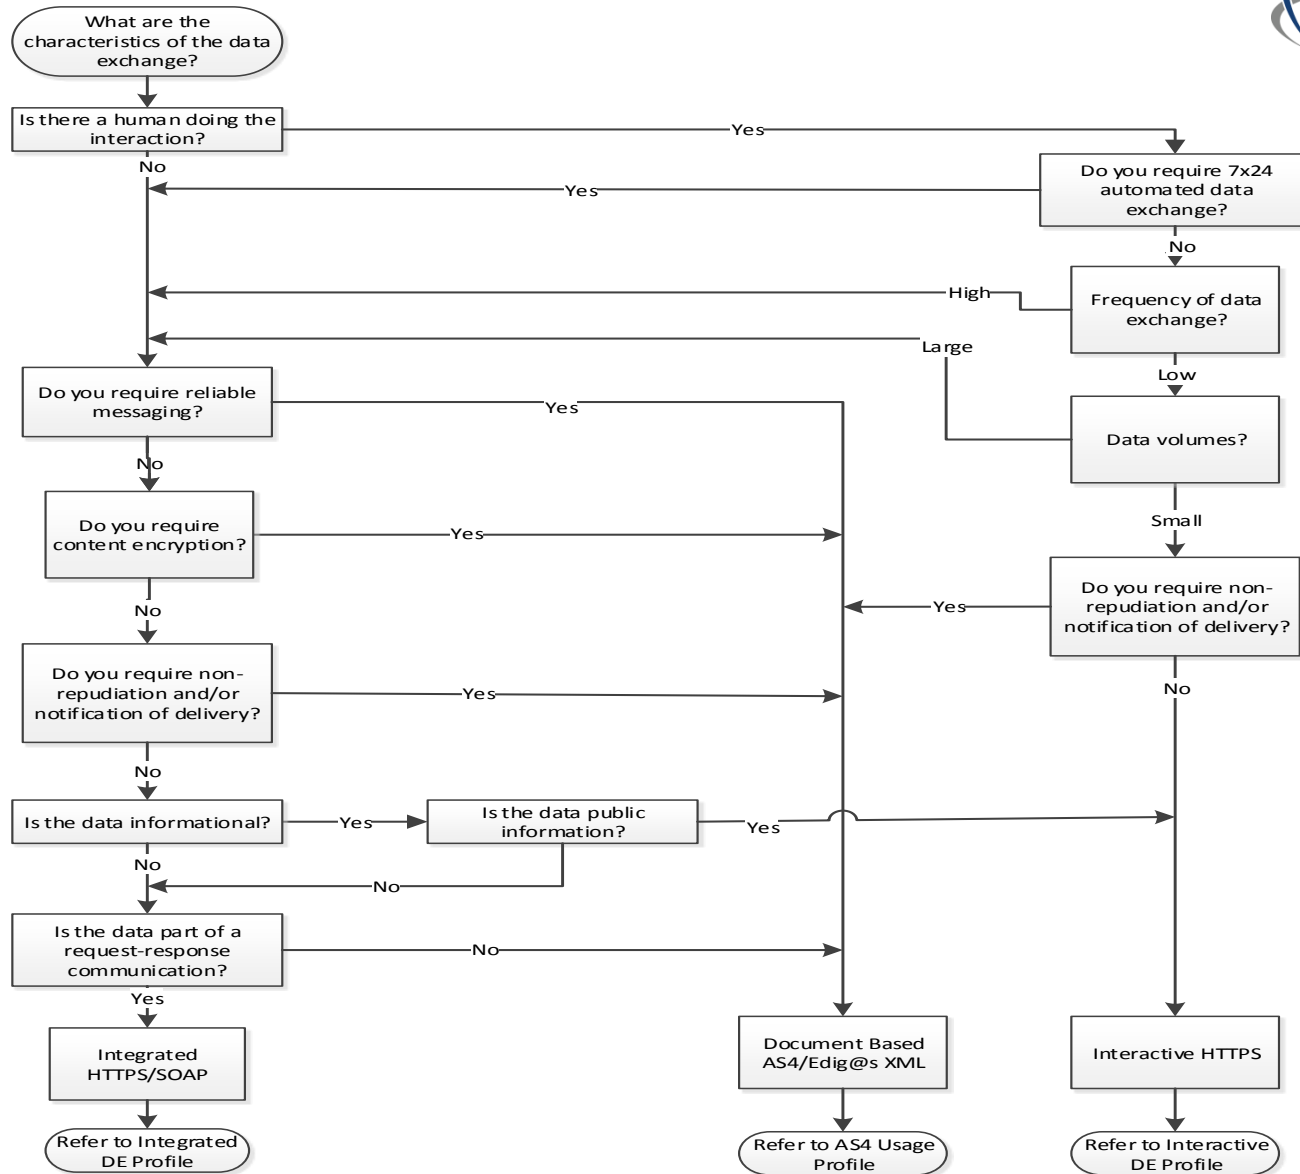 What are the
characteristics of the data
exchange?
Is there a human doing the
interaction?
Yes
No
Do you require 7x24
automated data
exchange?
Yes
No
High
Frequency of data
exchange?
Large
Low
Do you require reliable
messaging?
Yes
Data volumes?
No
Do you require
content encryption?
Yes
Small
No
Do you require non-
repudiation and/or
notification of delivery?
Yes
Do you require non-
repudiation and/or
notification of delivery?
Yes
No
No
Is the data informational?
Yes
Is the data public
information?
Yes
No
No
Is the data part of a
request-response
communication?
No
Yes
Integrated
HTTPS/SOAP
Document Based
AS4/Edig@s XML
Interactive HTTPS
Refer to Integrated
DE Profile
Refer to AS4 Usage
Profile
Refer to Interactive
DE Profile